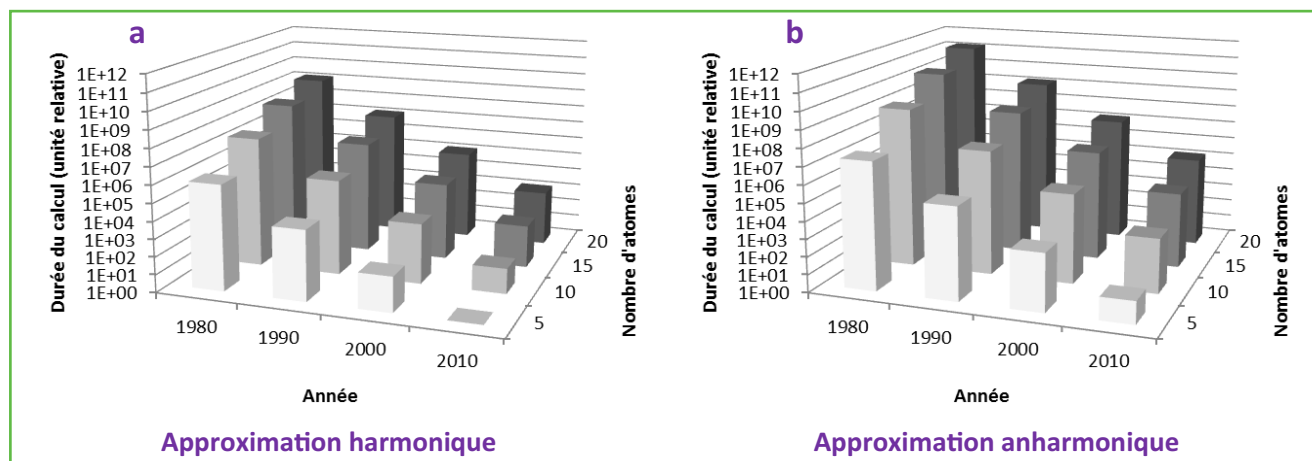 a
Durée du calcul (unité relative)
1E+12
1E+11
1E+10
1E+09
1E+08
1E+07
1E+06
1E+05
1E+04
1E+03
1E+02
1E+01
1E+00
1980
1990
2000
2010
Année
5
10
15
20
Nombre d'atomes
Approximation harmonique
b
Durée du calcul (unité relative)
1E+12
1E+11
1E+10
1E+09
1E+08
1E+07
1E+06
1E+05
1E+04
1E+03
1E+02
1E+01
1E+00
1980
1990
2000
2010
Année
5
10
15
20
Nombre d'atomes
Approximation anharmonique